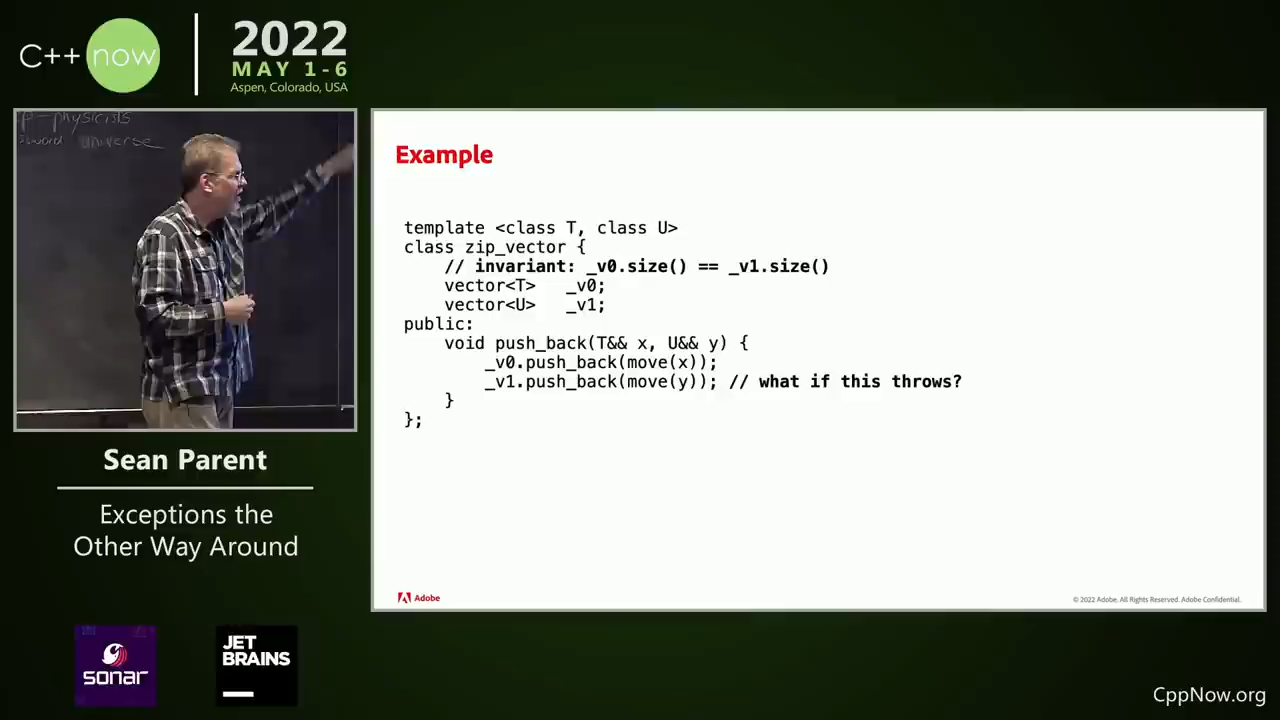 C++ now
2022
MAY 1-6
Aspen, Colorado, USA
p-physicists
universe
Sean Parent
Exceptions the
Other Way Around
sonar
JET
BRAINS
Example
template <class T, class U>
class zip_vector {
    // invariant: _v0.size() == _v1.size()
    vector<T>   _v0;
    vector<U>   _v1;
public:
    void push_back(T&& x, U&& y) {
        _v0.push_back(move(x));
        _v1.push_back(move(y)); // what if this throws?
    }
};
Adobe
© 2022 Adobe. All Rights Reserved. Adobe Confidential.
CppNow.org